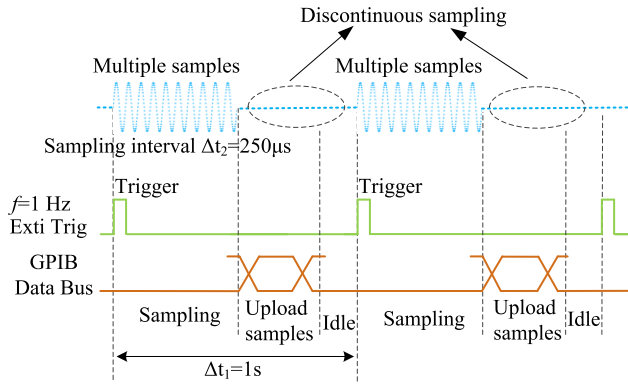 Discontinuous sampling
Multiple samples
Multiple samples
Sampling interval Δt₂=250μs
Trigger
Trigger
f=1 Hz
Exti Trig
GPIB
Data Bus
Sampling
Upload
samples
Idle
Sampling
Upload
samples
Idle
Δt₁=1s